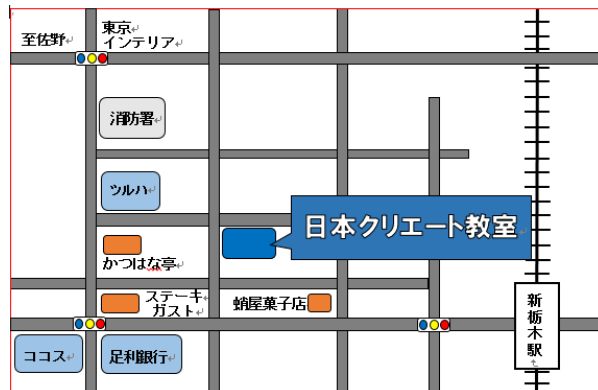 至佐野
東京
インテリア
消防署
ツルハ
日本クリエート教室
かつはな亭
ステーキ
ガスト
蛸屋菓子店
新栃木駅
ココス
足利銀行